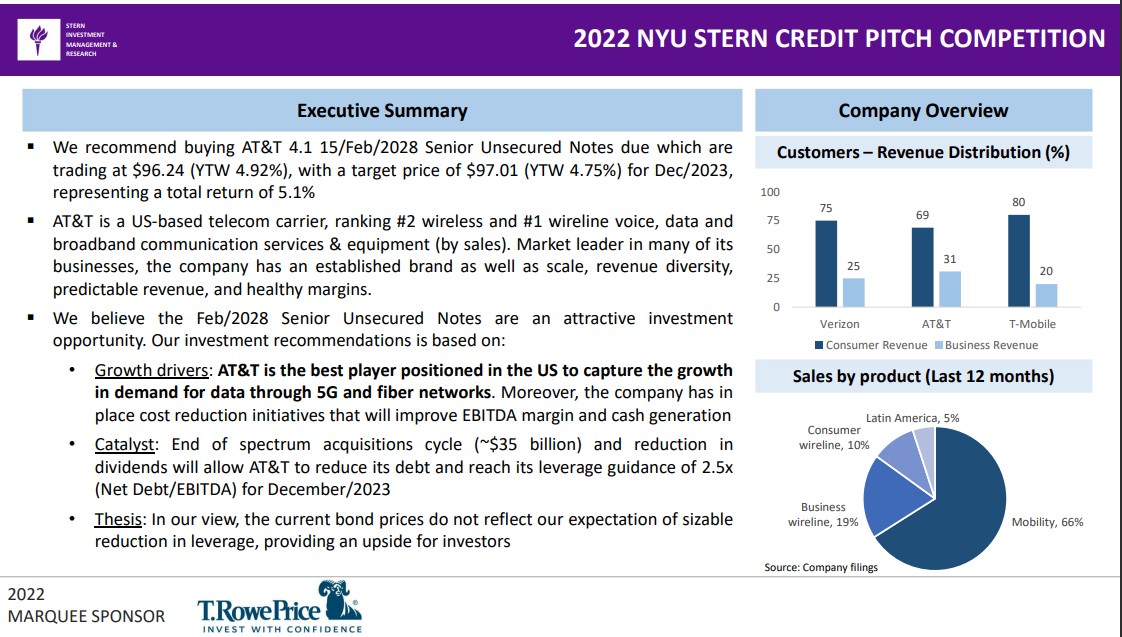 STERN
INVESTMENT
MANAGEMENT &
RESEARCH
2022 NYU STERN CREDIT PITCH COMPETITION
Executive Summary
▪ We recommend buying AT&T 4.1 15/Feb/2028 Senior Unsecured Notes due which are
trading at $96.24 (YTW 4.92%), with a target price of $97.01 (YTW 4.75%) for Dec/2023,
representing a total return of 5.1%
▪ AT&T is a US-based telecom carrier, ranking #2 wireless and #1 wireline voice, data and
broadband communication services & equipment (by sales). Market leader in many of its
businesses, the company has an established brand as well as scale, revenue diversity,
predictable revenue, and healthy margins.
▪ We believe the Feb/2028 Senior Unsecured Notes are an attractive investment
opportunity. Our investment recommendations is based on:
• Growth drivers: AT&T is the best player positioned in the US to capture the growth
in demand for data through 5G and fiber networks. Moreover, the company has in
place cost reduction initiatives that will improve EBITDA margin and cash generation
• Catalyst: End of spectrum acquisitions cycle (~$35 billion) and reduction in
dividends will allow AT&T to reduce its debt and reach its leverage guidance of 2.5x
(Net Debt/EBITDA) for December/2023
• Thesis: In our view, the current bond prices do not reflect our expectation of sizable
reduction in leverage, providing an upside for investors
Company Overview
Customers – Revenue Distribution (%)
100
75
50
25
0
75
25
69
31
80
20
Verizon
AT&T
T-Mobile
Consumer Revenue
Business Revenue
Sales by product (Last 12 months)
Latin America, 5%
Consumer
wireline, 10%
Business
wireline, 19%
Mobility, 66%
Source: Company filings
2022
MARQUEE SPONSOR
T.RowePrice®
INVEST WITH CONFIDENCE